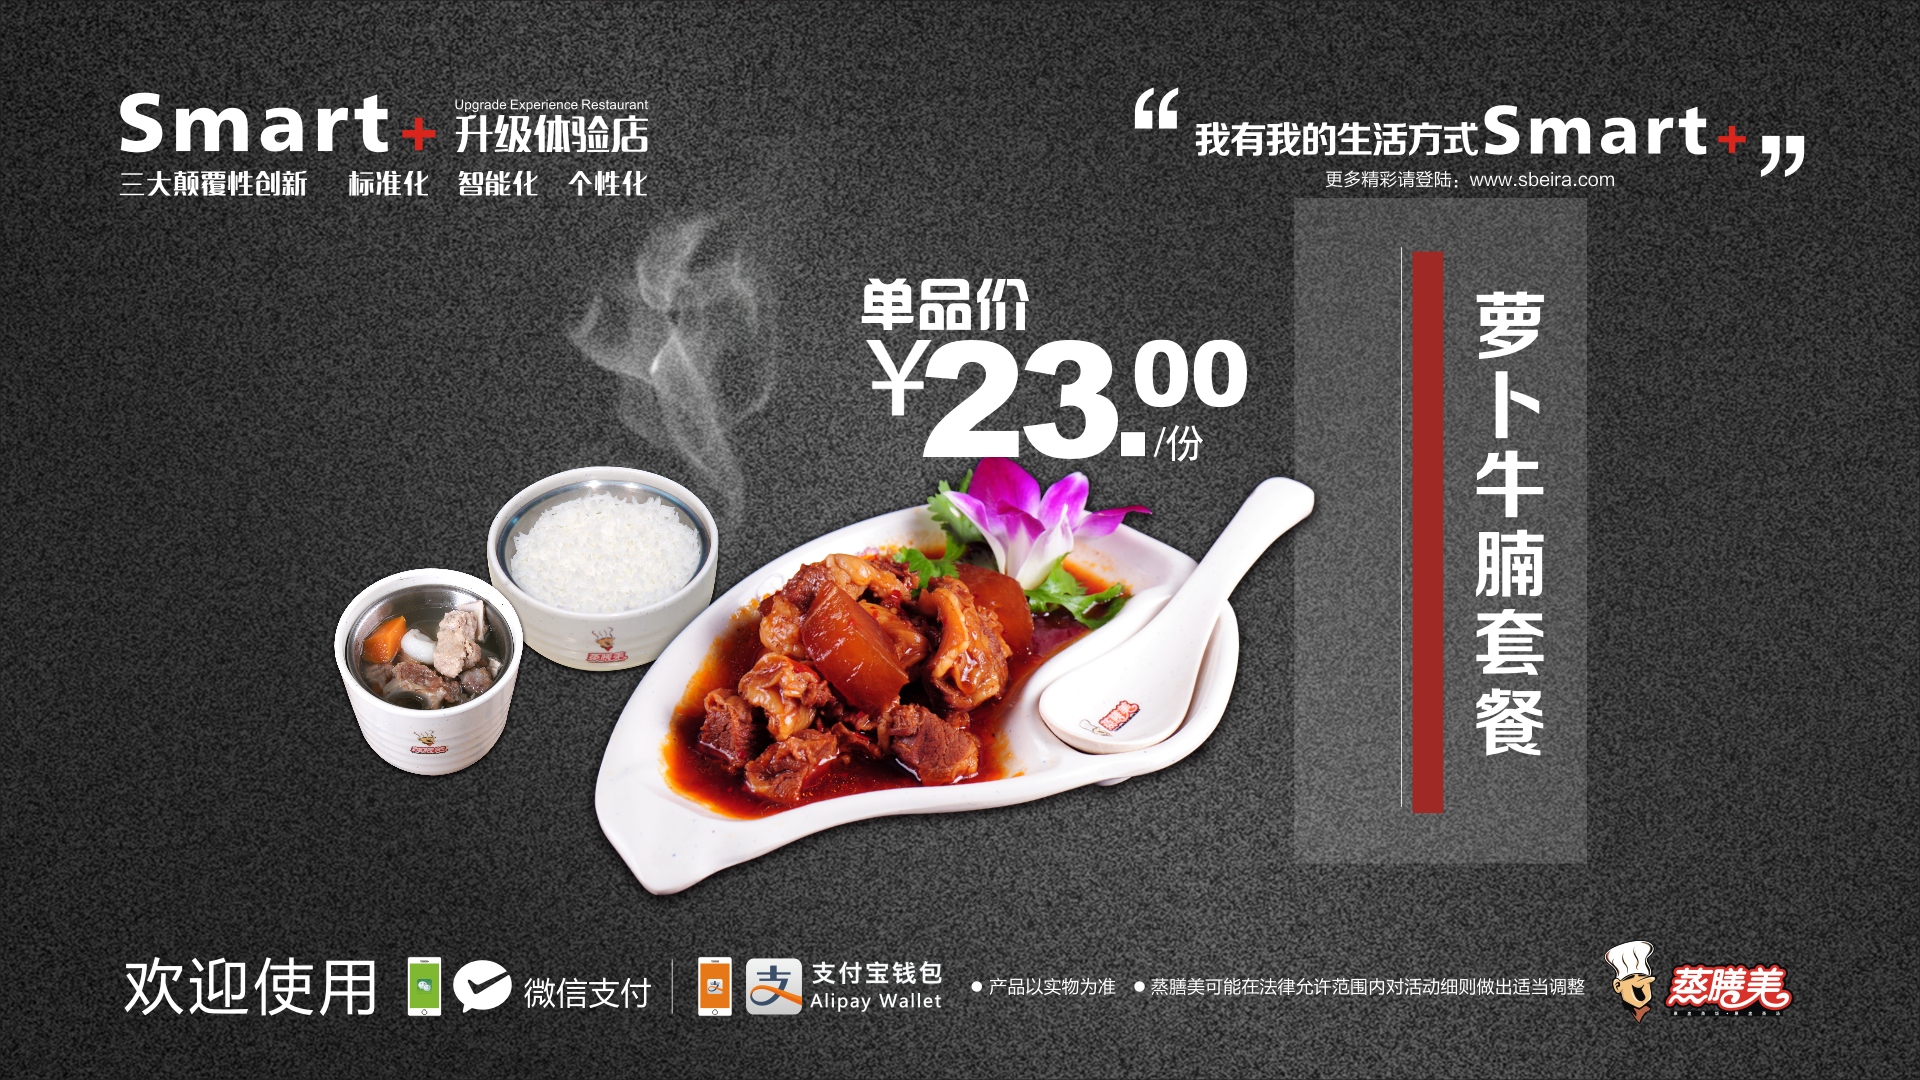 Smart+
Upgrade Experience Restaurant
升级体验店
三大颠覆性创新 标准化 智能化 个性化
“我有我的生活方式Smart+”
更多精彩请登陆：www.sbeira.com
单品价
¥23.00/份
萝卜牛腩套餐
欢迎使用
微信支付
支付宝钱包
Alipay Wallet
●产品以实物为准 ●蒸膳美可能在法律允许范围内对活动细则做出适当调整
蒸膳美